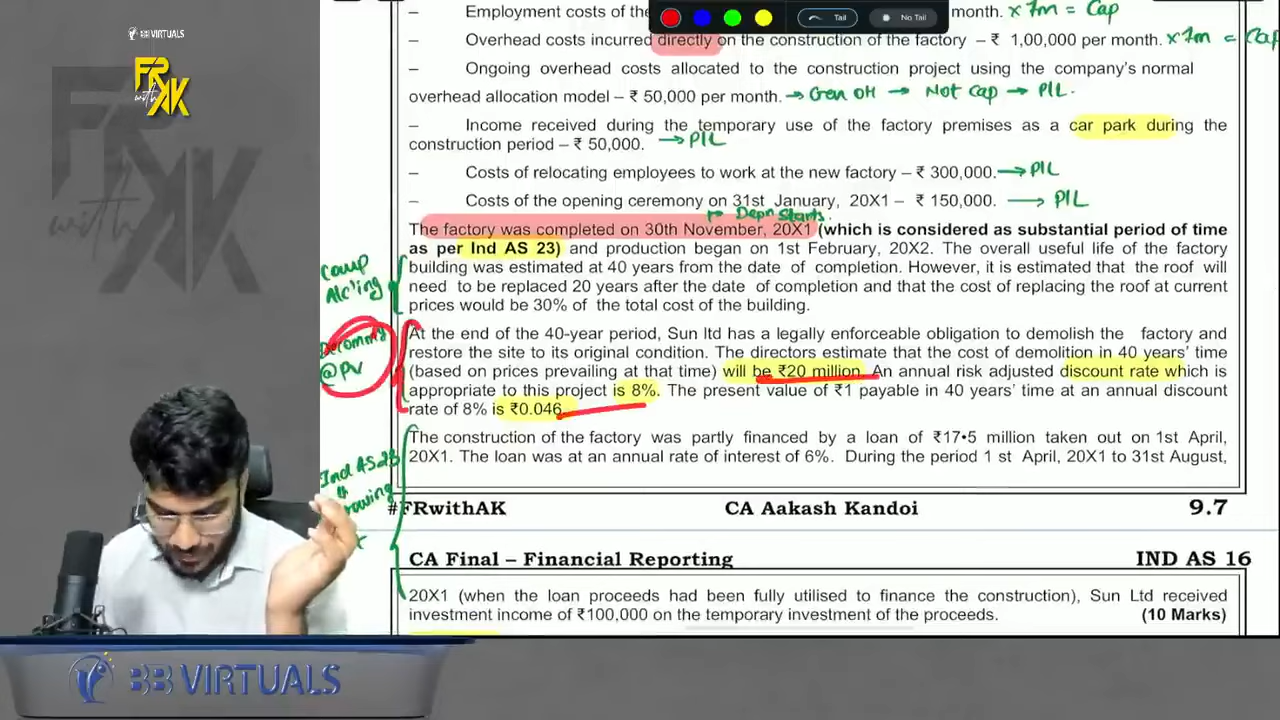 BB VIRTUALS
FR
with
AK
Tail
No Tail
– Employment costs of the month. x 7m = Cap
– Overhead costs incurred directly on the construction of the factory – ₹ 1,00,000 per month. x 7m = Cap
– Ongoing overhead costs allocated to the constrcction project using the company's normal
overhead allocation model – ₹ 50,000 per month. → Gen OH → Not Cap → P/L.
– Income received during the temporary use of the factory premises as a car park during the
construction period – ₹ 50,000. → P/L
– Costs of relocating employees to work at the new factory – ₹ 300,000. → P/L
– Costs of the opening ceremony on 31st January, 20X1 – ₹ 150,000. → P/L
→ Depn Starts.
The factory was completed on 30th November, 20X1 (which is considered as substantial period of time
as per Ind AS 23) and production began on 1st February, 20X2. The overall useful life of the factory
building was estimated at 40 years from the date of completion. However, it is estimated that the roof will
need to be replaced 20 years after the date of completion and that the cost of replacing the roof at current
prices would be 30% of the total cost of the building.
Comp
Alc'ing
At the end of the 40-year period, Sun ltd has a legally enforceable obligation to demolish the factory and
restore the site to its original condition. The directors estimate that the cost of demolition in 40 years' time
(based on prices prevailing at that time) will be ₹20 million. An annual risk adjusted discount rate which is
appropriate to this project is 8%. The present value of ₹1 payable in 40 years' time at an annual discount
rate of 8% is ₹0.046.
@PV
The construction of the factory was partly financed by a loan of ₹17•5 million taken out on 1st April,
20X1. The loan was at an annual rate of interest of 6%. During the period 1 st April, 20X1 to 31st August,
Ind AS 23
#FRwithAK CA Aakash Kandoi 9.7
CA Final – Financial Reporting IND AS 16
20X1 (when the loan proceeds had been fully utilised to finance the construction), Sun Ltd received
investment income of ₹100,000 on the temporary investment of the proceeds. (10 Marks)
BB VIRTUALS